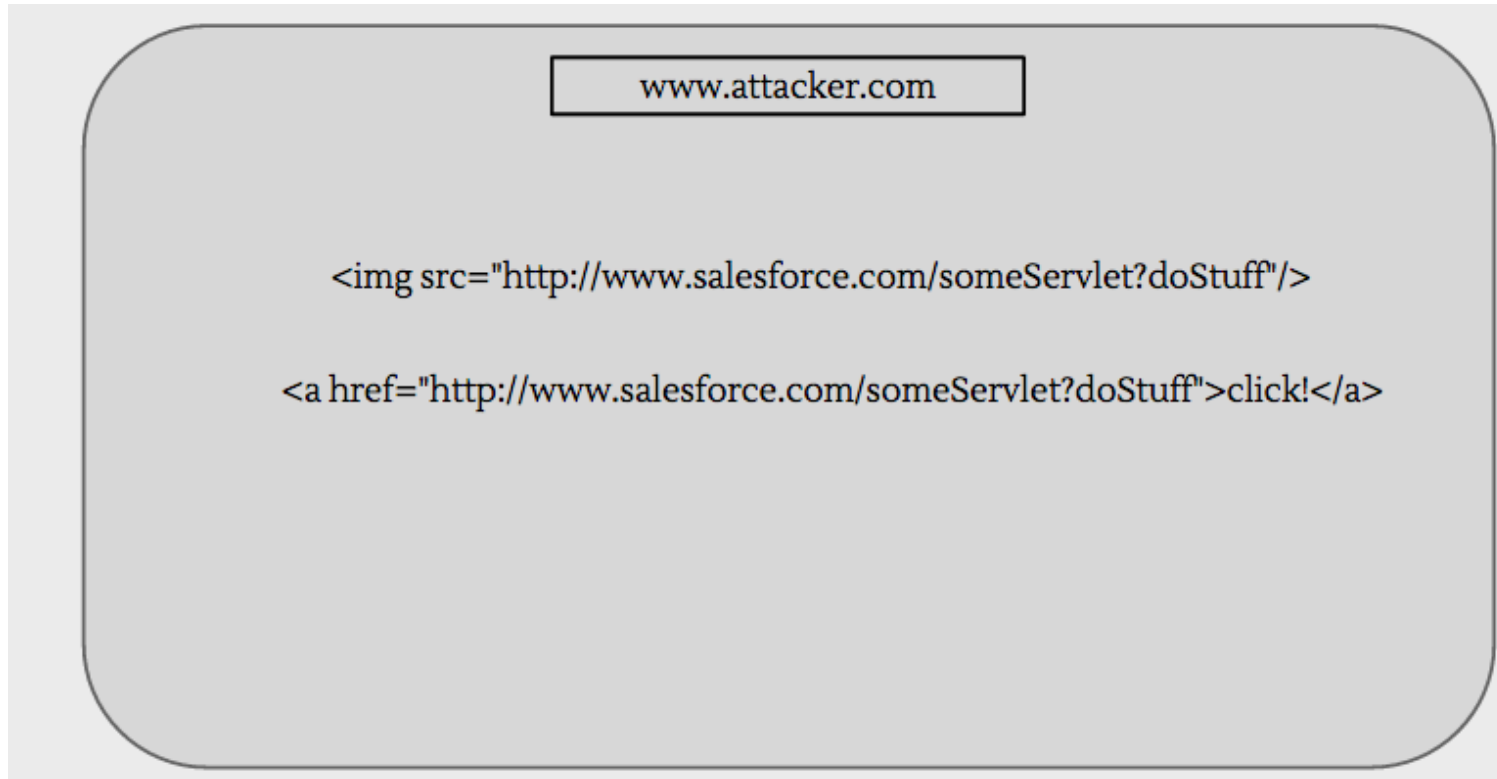 www.attacker.com
<img src="http://www.salesforce.com/someServlet?doStuff"/>
<a href="http://www.salesforce.com/someServlet?doStuff">click!</a>